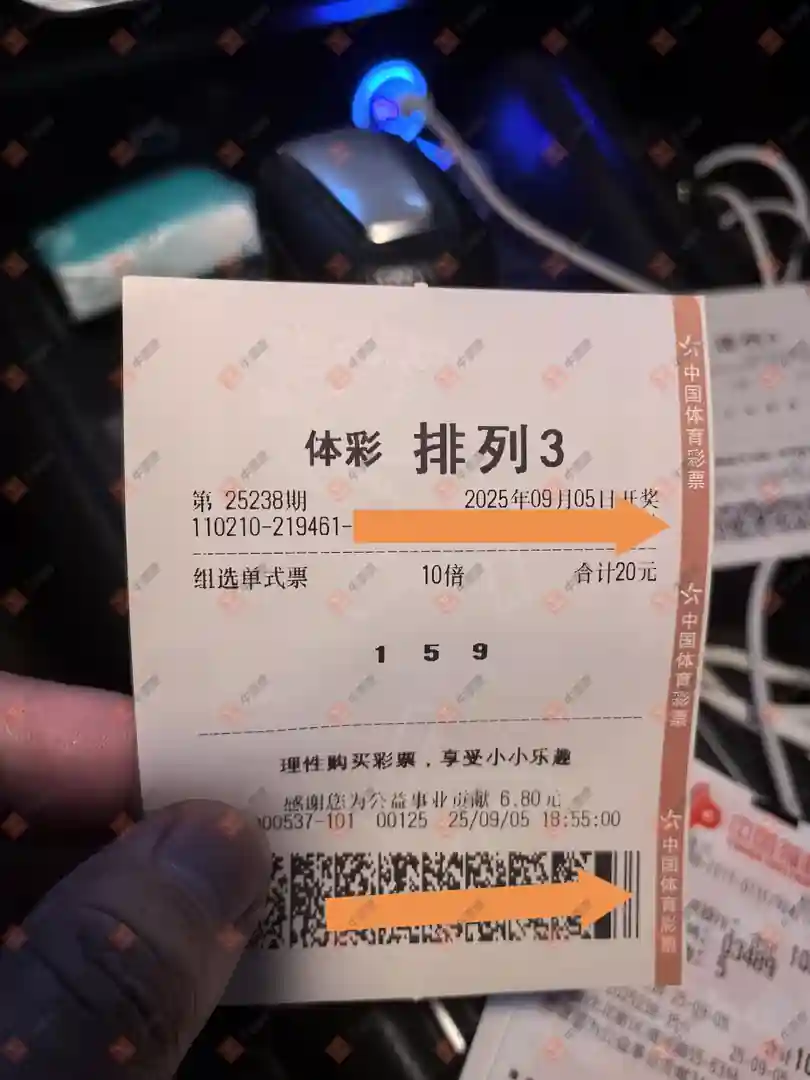 体彩 排列3
第 25238期 2025年09月05日开奖
110210-219461-
组选单式票 10倍 合计20元
1 5 9
理性购买彩票，享受小小乐趣
感谢您为公益事业贡献 6.80元
00537-101 00125 25/09/05 18:55:00
中国体育彩票
中国体育彩票
中国体育彩票